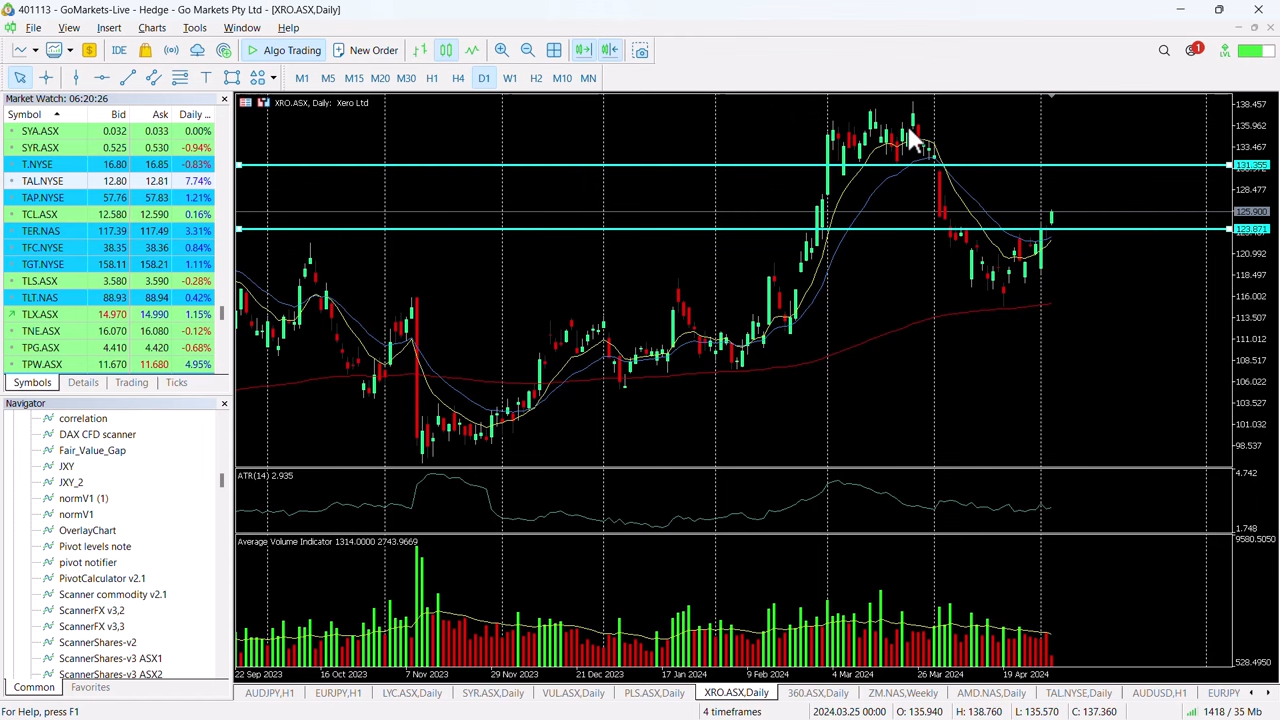 401113 - GoMarkets-Live - Hedge - Go Markets Pty Ltd - [XRO.ASX,Daily]
File View Insert Charts Tools Window Help
IDE Algo Trading New Order 1 LVL
M1 M5 M15 M20 M30 H1 H4 D1 W1 H2 M10 MN
Market Watch: 06:20:26
Symbol Bid Ask Daily ...
SYA.ASX 0.032 0.033 0.00%
SYR.ASX 0.525 0.530 -0.94%
T.NYSE 16.80 16.85 -0.83%
TAL.NYSE 12.80 12.81 7.74%
TAP.NYSE 57.76 57.83 1.21%
TCL.ASX 12.580 12.590 0.16%
TER.NAS 117.39 117.49 3.31%
TFC.NYSE 38.35 38.36 0.84%
TGT.NYSE 158.11 158.21 1.11%
TLS.ASX 3.580 3.590 -0.28%
TLT.NAS 88.93 88.94 0.42%
TLX.ASX 14.970 14.990 1.15%
TNE.ASX 16.070 16.080 -0.12%
TPG.ASX 4.410 4.420 -0.68%
TPW.ASX 11.670 11.680 4.95%
Symbols Details Trading Ticks
Navigator
correlation
DAX CFD scanner
Fair_Value_Gap
JXY
JXY_2
normV1 (1)
normV1
OverlayChart
Pivot levels note
pivot notifier
PivotCalculator v2.1
Scanner commodity v2.1
ScannerFX v3,2
ScannerFX v3,3
ScannerShares-v2
ScannerShares-v3 ASX1
ScannerShares-v3 ASX2
Common Favorites
XRO.ASX, Daily: Xero Ltd
138.457
135.962
133.467
131.355
128.477
125.900
123.871
120.992
118.497
116.002
113.507
111.012
108.517
106.022
103.527
101.032
98.537
ATR(14) 2.935
4.742
1.748
Average Volume Indicator 1314.0000 2743.9669
9580.5050
528.4950
22 Sep 2023 16 Oct 2023 7 Nov 2023 29 Nov 2023 21 Dec 2023 17 Jan 2024 9 Feb 2024 4 Mar 2024 26 Mar 2024 19 Apr 2024
AUDJPY,H1 EURJPY,H1 LYC.ASX,Daily SYR.ASX,Daily VUL.ASX,Daily PLS.ASX,Daily XRO.ASX,Daily 360.ASX,Daily ZM.NAS,Weekly AMD.NAS,Daily TAL.NYSE,Daily AUDUSD,H1 EURJPY
For Help, press F1 4 timeframes 2024.03.25 00:00 O: 135.940 H: 138.760 L: 135.570 C: 137.360 1418 / 35 Mb